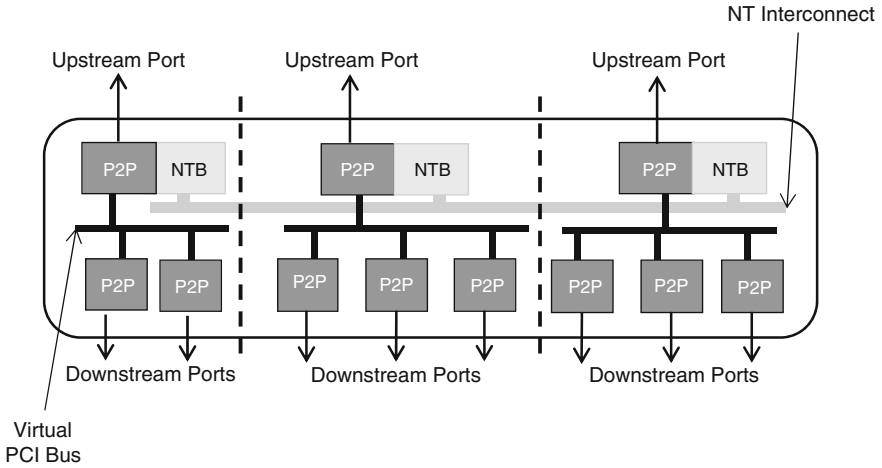 NT Interconnect
Upstream Port
Upstream Port
Upstream Port
P2P
NTB
P2P
NTB
P2P
NTB
P2P
P2P
P2P
P2P
P2P
P2P
P2P
P2P
Downstream Ports
Downstream Ports
Downstream Ports
Virtual
PCI Bus